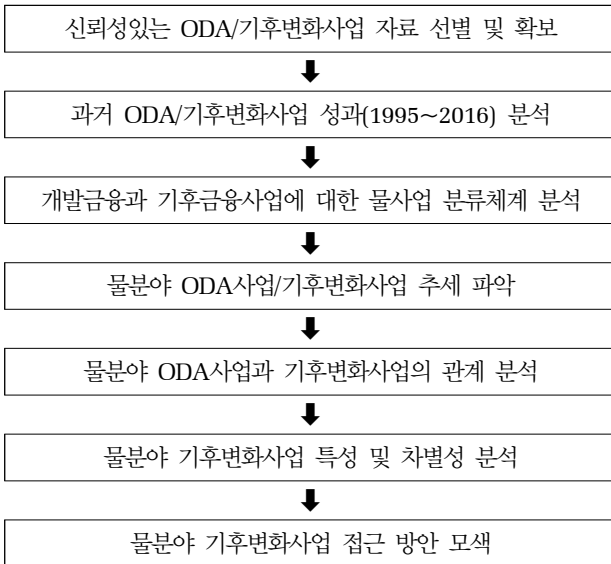 신뢰성있는 ODA/기후변화사업 자료 선별 및 확보
과거 ODA/기후변화사업 성과(1995~2016) 분석
개발금융과 기후금융사업에 대한 물사업 분류체계 분석
물분야 ODA사업/기후변화사업 추세 파악
물분야 ODA사업과 기후변화사업의 관계 분석
물분야 기후변화사업 특성 및 차별성 분석
물분야 기후변화사업 접근 방안 모색